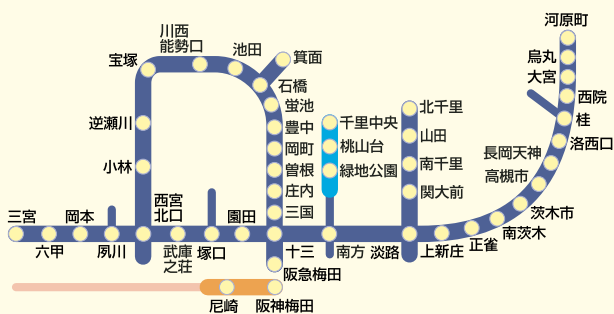 河原町
烏丸
大宮
西院
桂
洛西口
長岡天神
高槻市
茨木市
南茨木
正雀
上新庄
川西
能勢口
池田
箕面
宝塚
石橋
蛍池
豊中
岡町
曽根
庄内
三国
逆瀬川
小林
千里中央
桃山台
緑地公園
北千里
山田
南千里
関大前
三宮
六甲
岡本
夙川
西宮
北口
武庫
之荘
塚口
園田
十三
南方
淡路
阪急梅田
尼崎
阪神梅田